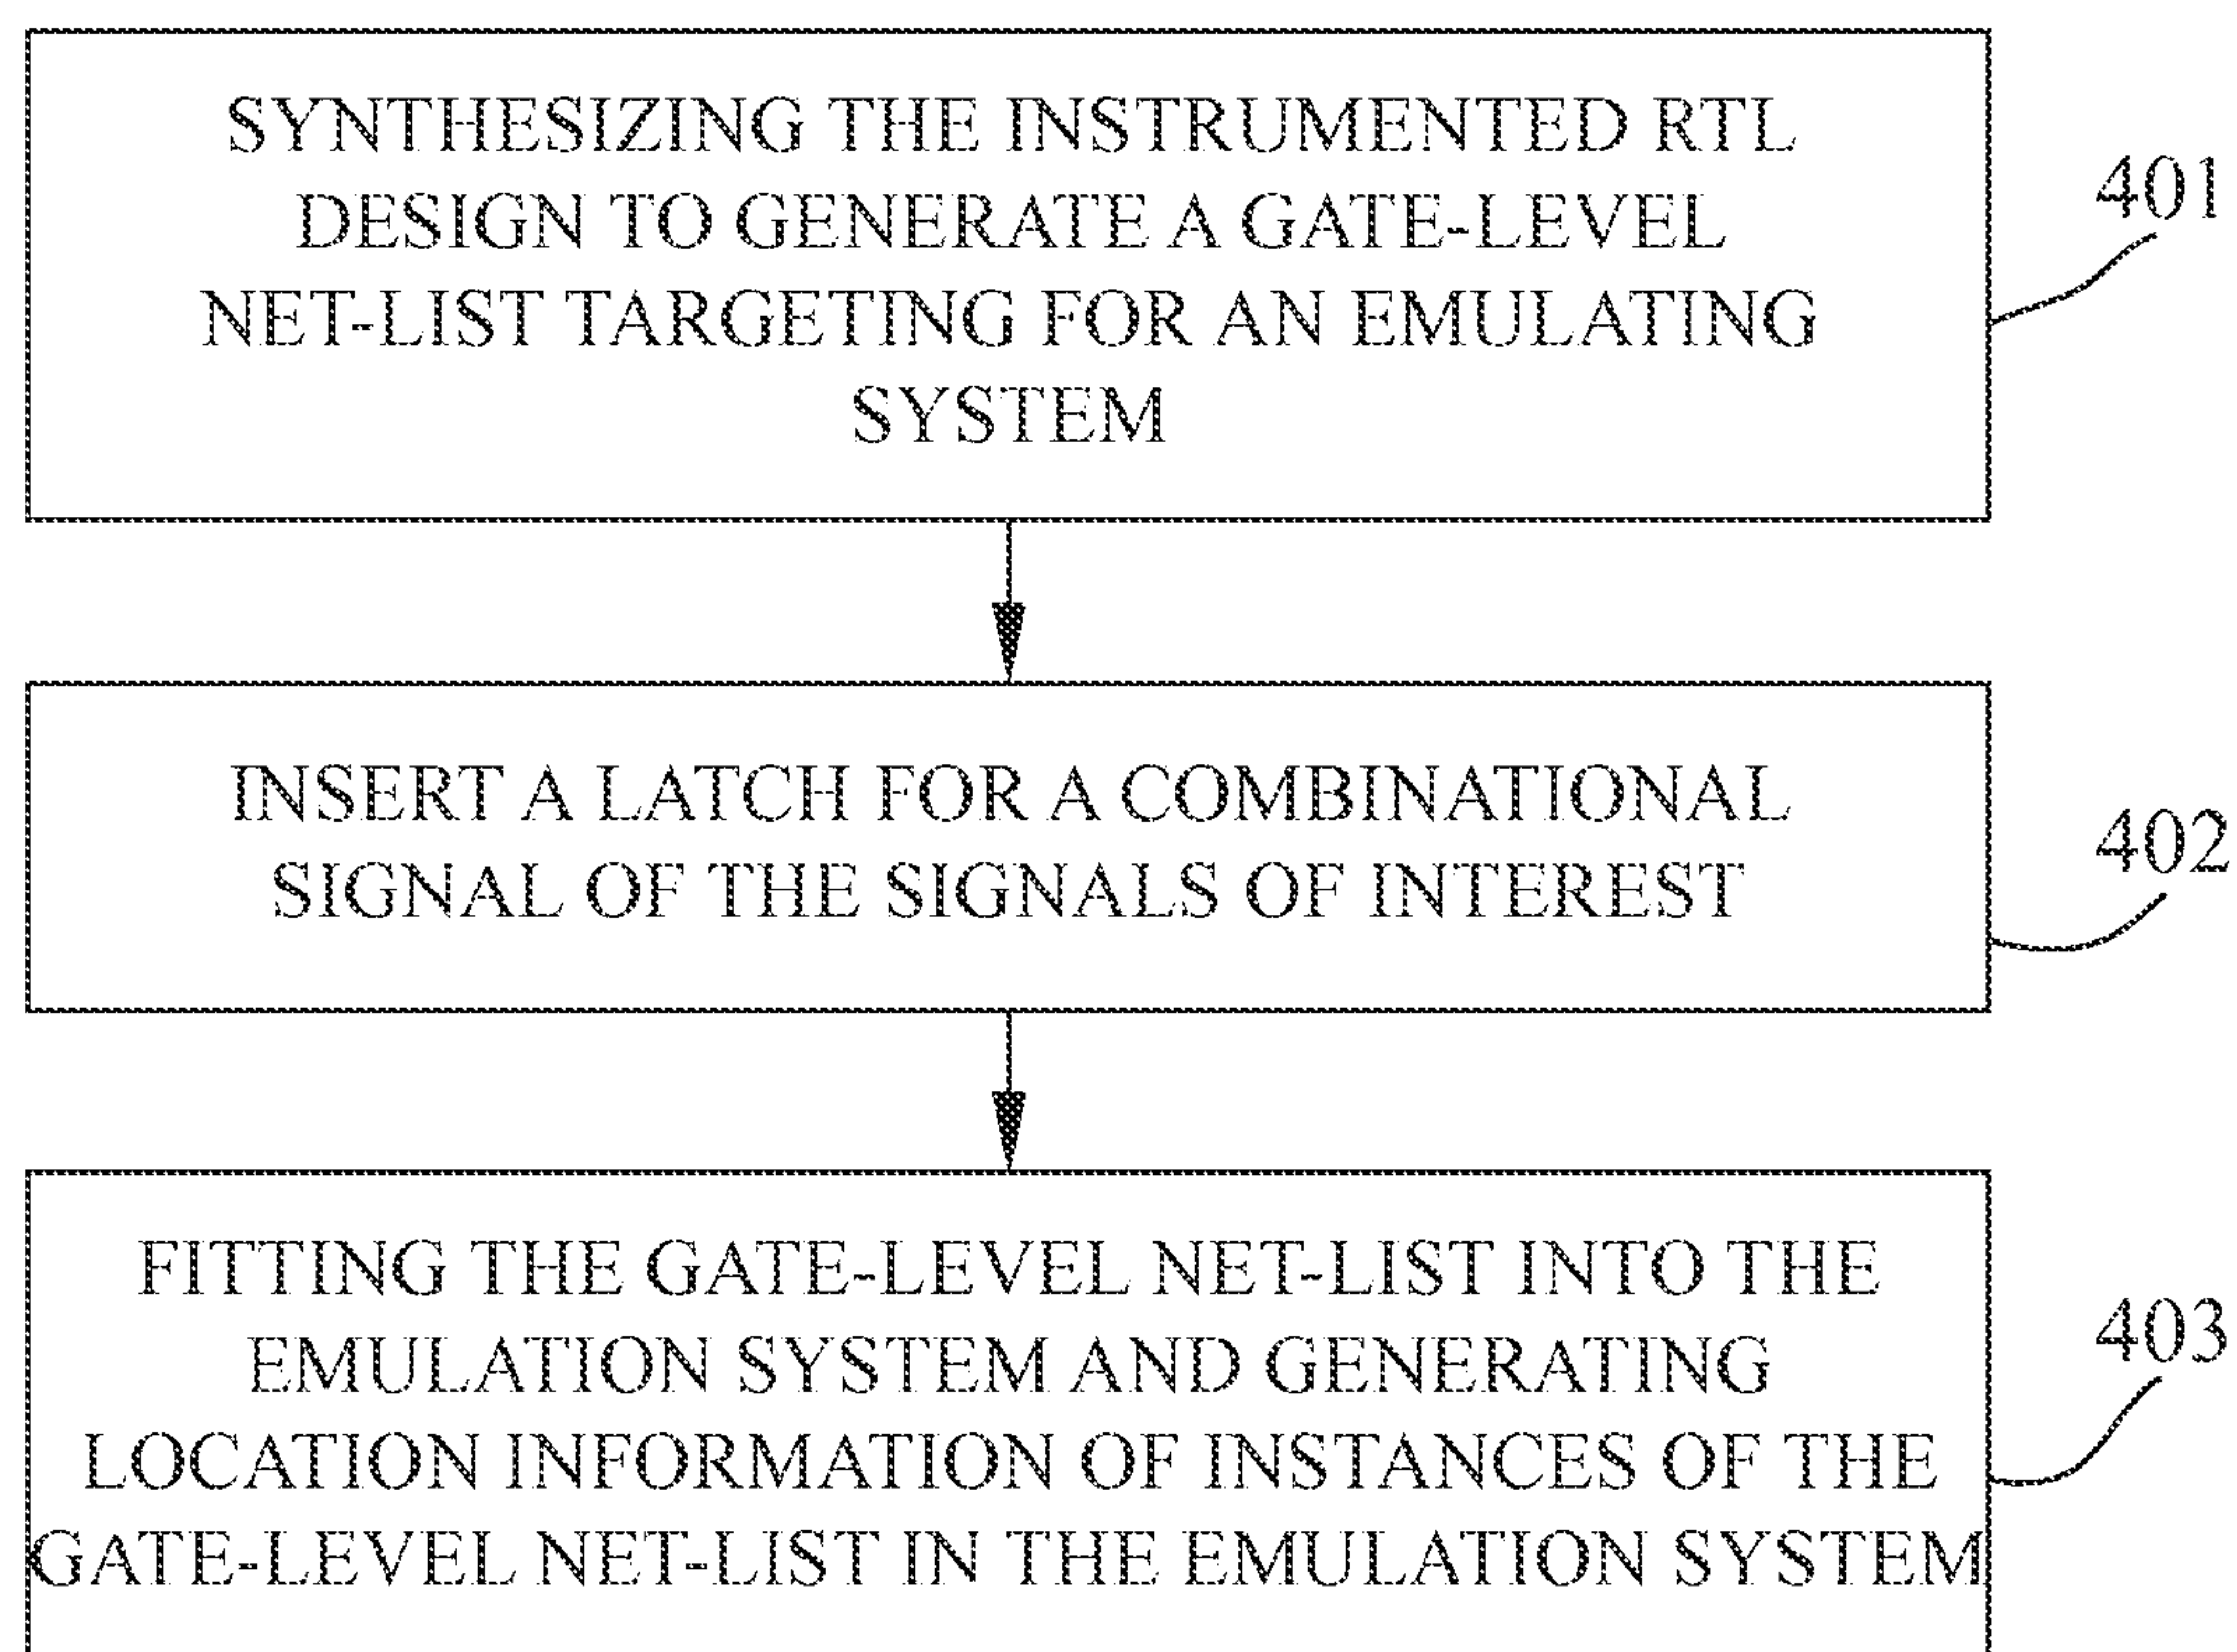 SYNTHESIZING THE INSTRUMENTED RTL
DESIGN TO GENERATE A GATE-LEVEL
NET-LIST TARGETING FOR AN EMULATING
SYSTEM
401
INSERT A LATCH FOR A COMBINATIONAL
SIGNAL OF THE SIGNALS OF INTEREST
402
FITTING THE GATE-LEVEL NET-LIST INTO THE
EMULATION SYSTEM AND GENERATING
LOCATION INFORMATION OF INSTANCES OF THE
GATE-LEVEL NET-LIST IN THE EMULATION SYSTEM
403